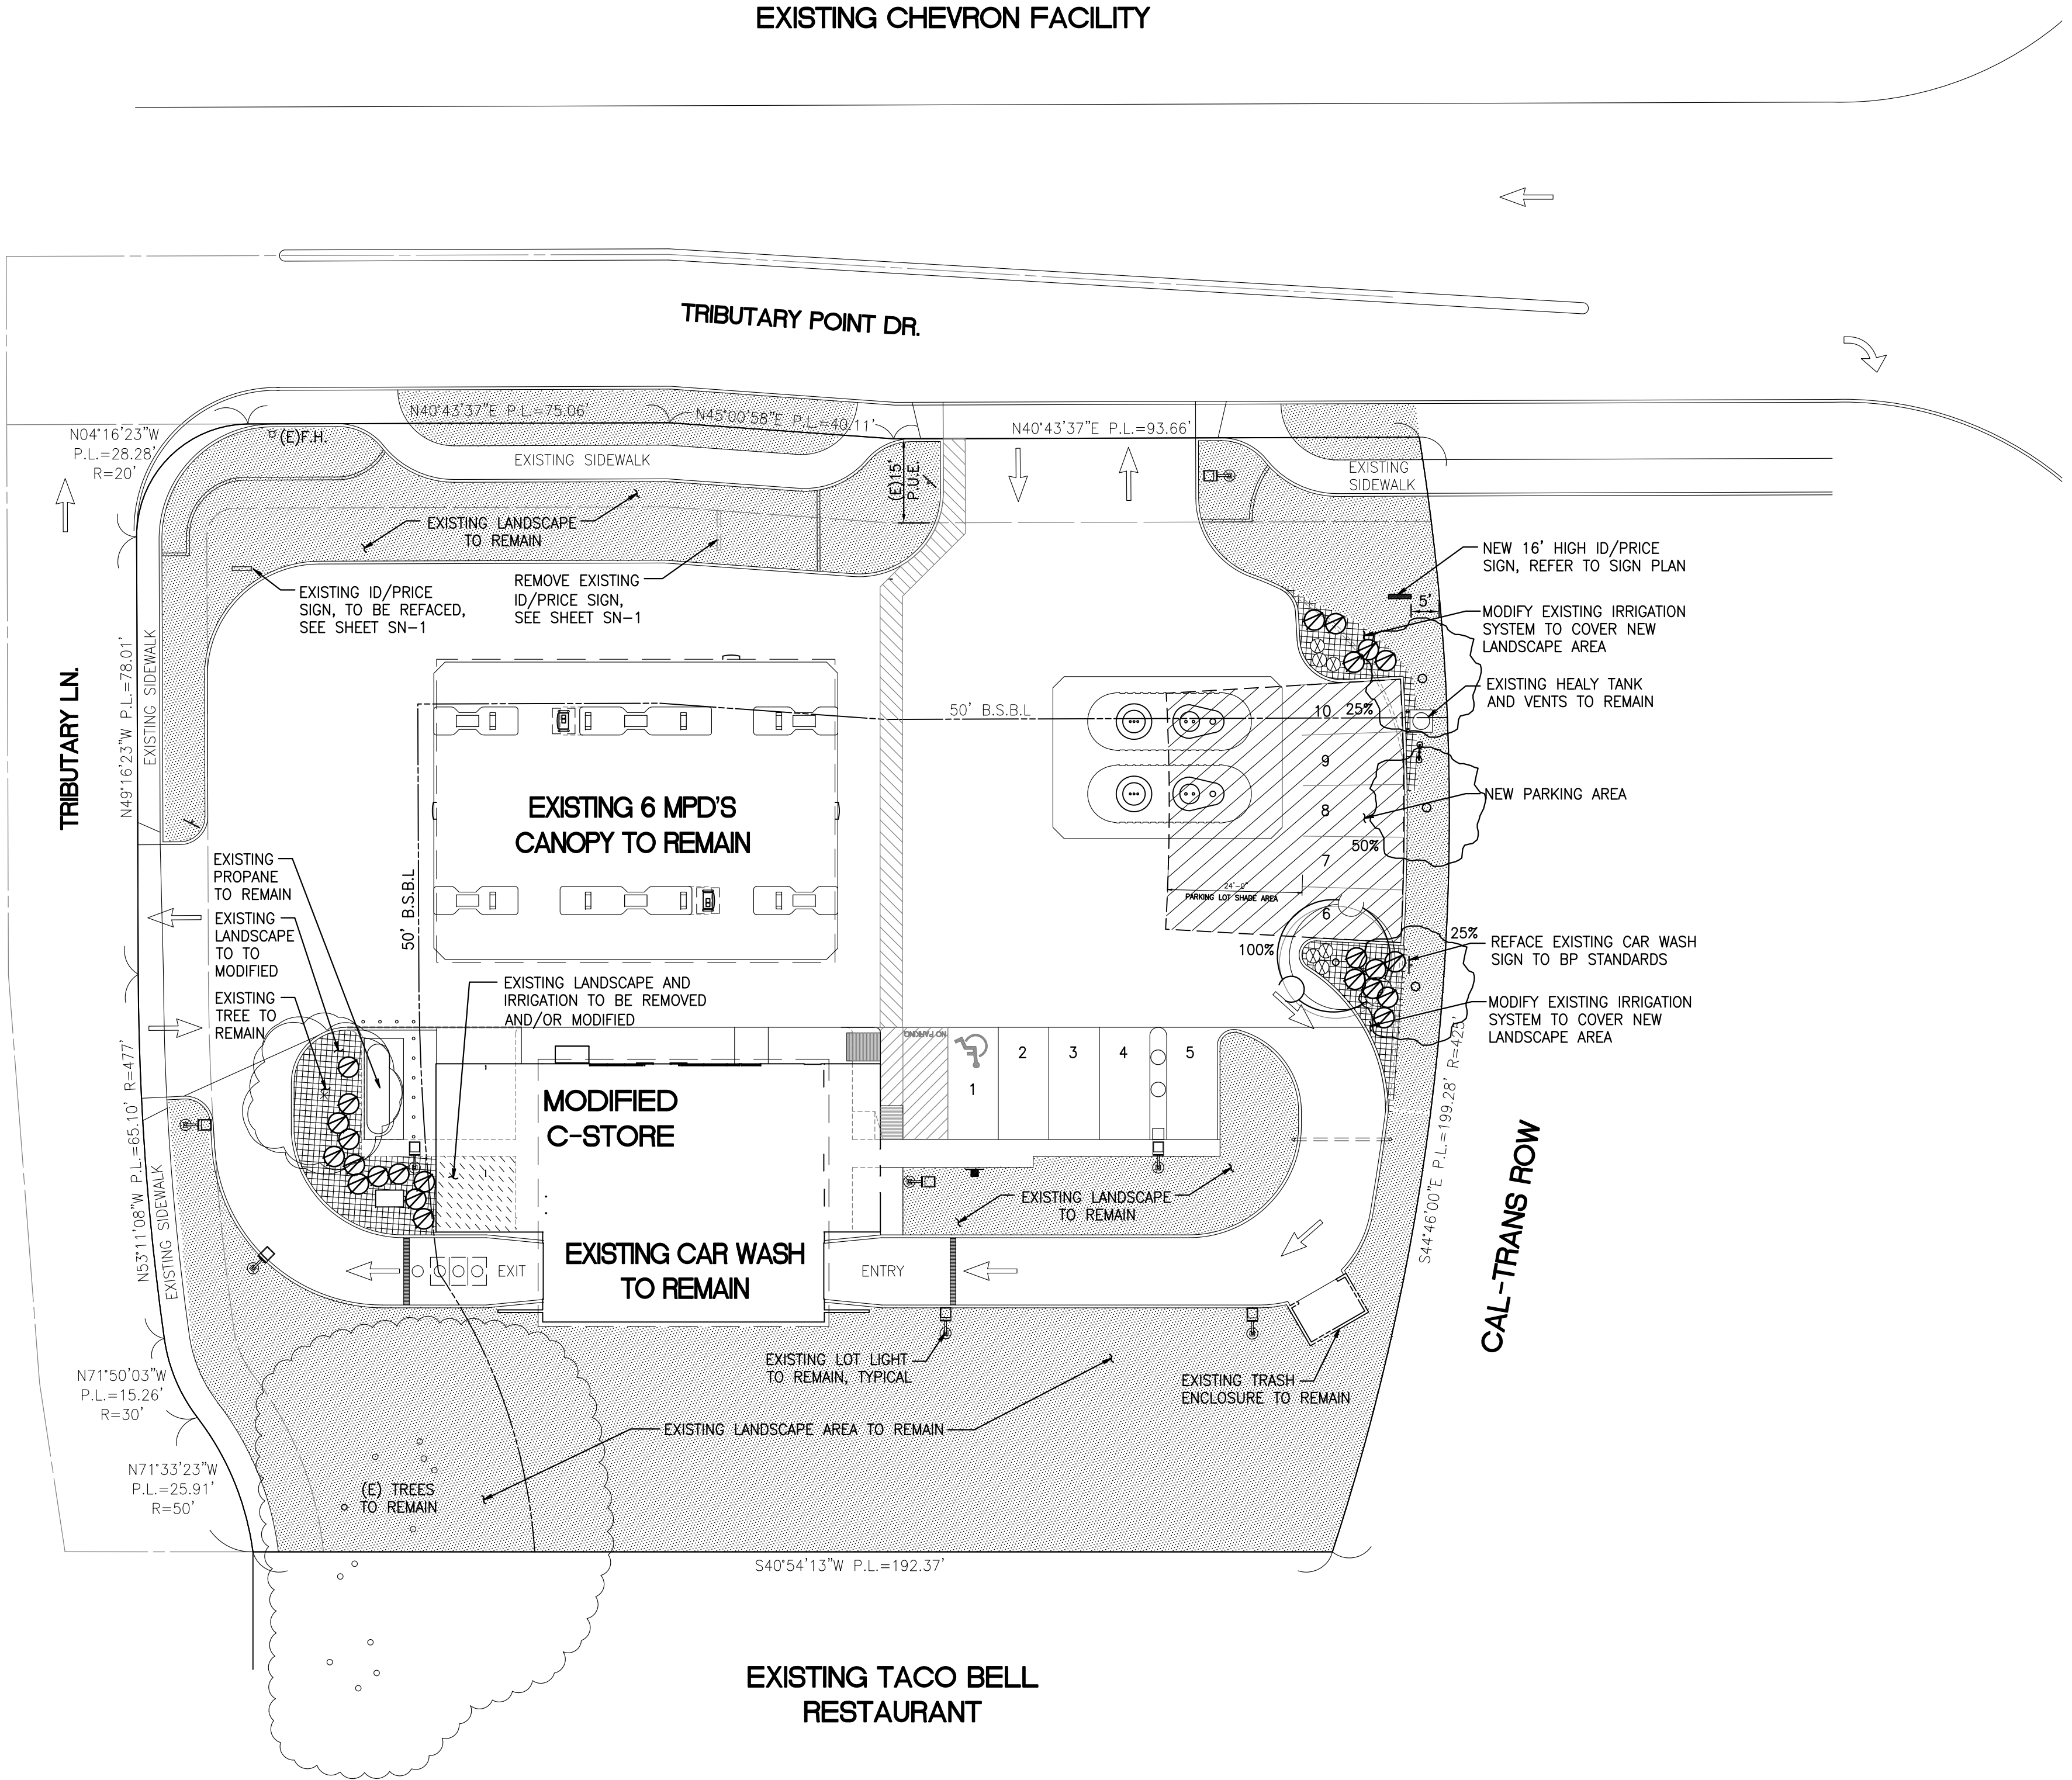 EXISTING CHEVRON FACILITY
TRIBUTARY POINT DR.
N40°43'37"E P.L.=75.06'
N45°00'58"E P.L.=40.11'
N40°43'37"E P.L.=93.66'
N04°16'23"W
P.L.=28.28'
R=20'
(E)F.H.
EXISTING SIDEWALK
EXISTING
SIDEWALK
(E)15'
P.U.E.
EXISTING LANDSCAPE
TO REMAIN
EXISTING ID/PRICE
SIGN, TO BE REFACED,
SEE SHEET SN-1
REMOVE EXISTING
ID/PRICE SIGN,
SEE SHEET SN-1
NEW 16' HIGH ID/PRICE
SIGN, REFER TO SIGN PLAN
5'
MODIFY EXISTING IRRIGATION
SYSTEM TO COVER NEW
LANDSCAPE AREA
EXISTING HEALY TANK
AND VENTS TO REMAIN
TRIBUTARY LN.
N49°16'23"W P.L.=78.01'
EXISTING SIDEWALK
50' B.S.B.L
10
25%
9
8
50%
7
6
24'-0"
PARKING LOT SHADE AREA
NEW PARKING AREA
EXISTING 6 MPD'S
CANOPY TO REMAIN
50' B.S.B.L
EXISTING
PROPANE
TO REMAIN
EXISTING
LANDSCAPE
TO TO
MODIFIED
EXISTING
TREE TO
REMAIN
EXISTING LANDSCAPE AND
IRRIGATION TO BE REMOVED
AND/OR MODIFIED
100%
25%
REFACE EXISTING CAR WASH
SIGN TO BP STANDARDS
MODIFY EXISTING IRRIGATION
SYSTEM TO COVER NEW
LANDSCAPE AREA
NO PARKING
1
2
3
4
5
MODIFIED
C-STORE
N53°11'08"W P.L.=65.10' R=477'
EXISTING SIDEWALK
EXISTING LANDSCAPE
TO REMAIN
S44°46'00"E P.L.=199.28' R=425'
CAL-TRANS ROW
EXIT
EXISTING CAR WASH
TO REMAIN
ENTRY
EXISTING LOT LIGHT
TO REMAIN, TYPICAL
EXISTING TRASH
ENCLOSURE TO REMAIN
N71°50'03"W
P.L.=15.26'
R=30'
EXISTING LANDSCAPE AREA TO REMAIN
N71°33'23"W
P.L.=25.91'
R=50'
(E) TREES
TO REMAIN
S40°54'13"W P.L.=192.37'
EXISTING TACO BELL
RESTAURANT